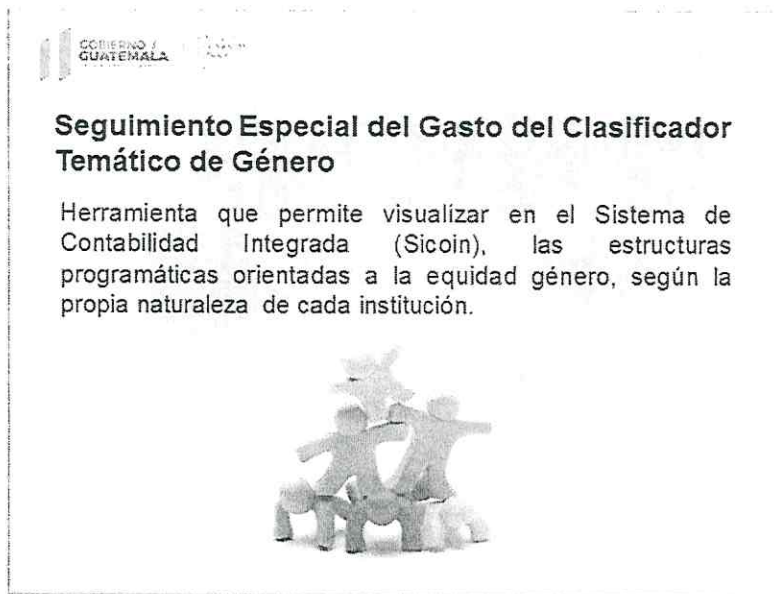 GOBIERNO
GUATEMALA
Seguimiento Especial del Gasto del Clasificador
Temático de Género
Herramienta que permite visualizar en el Sistema de
Contabilidad Integrada (Sicoin), las estructuras
programáticas orientadas a la equidad género, según la
propia naturaleza de cada institución.